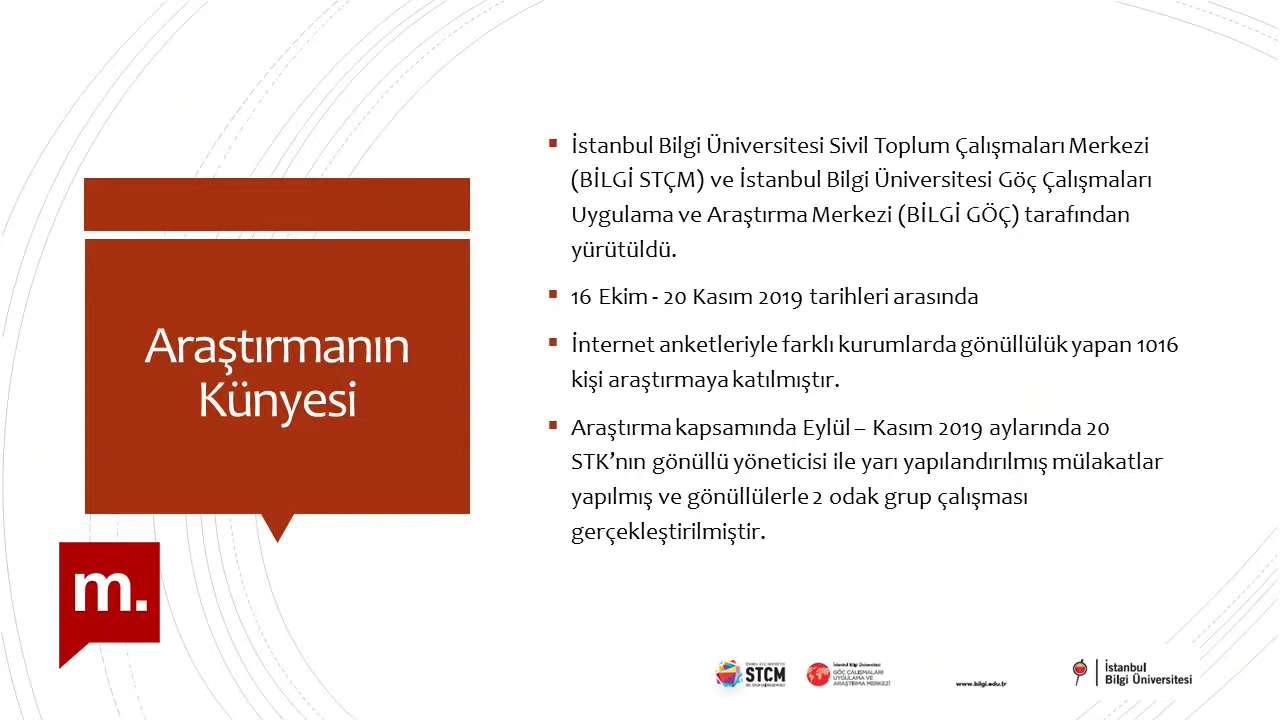 Araştırmanın
Künyesi
İstanbul Bilgi Üniversitesi Sivil Toplum Çalışmaları Merkezi
(BİLGİ STÇM) ve İstanbul Bilgi Üniversitesi Göç Çalışmaları
Uygulama ve Araştırma Merkezi (BİLGİ GÖÇ) tarafından
yürütüldü.
16 Ekim - 20 Kasım 2019 tarihleri arasında
İnternet anketleriyle farklı kurumlarda gönüllülük yapan 1016
kişi araştırmaya katılmıştır.
Araştırma kapsamında Eylül – Kasım 2019 aylarında 20
STK’nın gönüllü yöneticisi ile yarı yapılandırılmış mülakatlar
yapılmış ve gönüllülerle 2 odak grup çalışması
gerçekleştirilmiştir.
m.
STCM
İstanbul Bilgi Üniversitesi
GÖÇ ÇALIŞMALARI
UYGULAMA VE
ARAŞTIRMA MERKEZİ
www.bilgi.edu.tr
İstanbul
Bilgi Üniversitesi